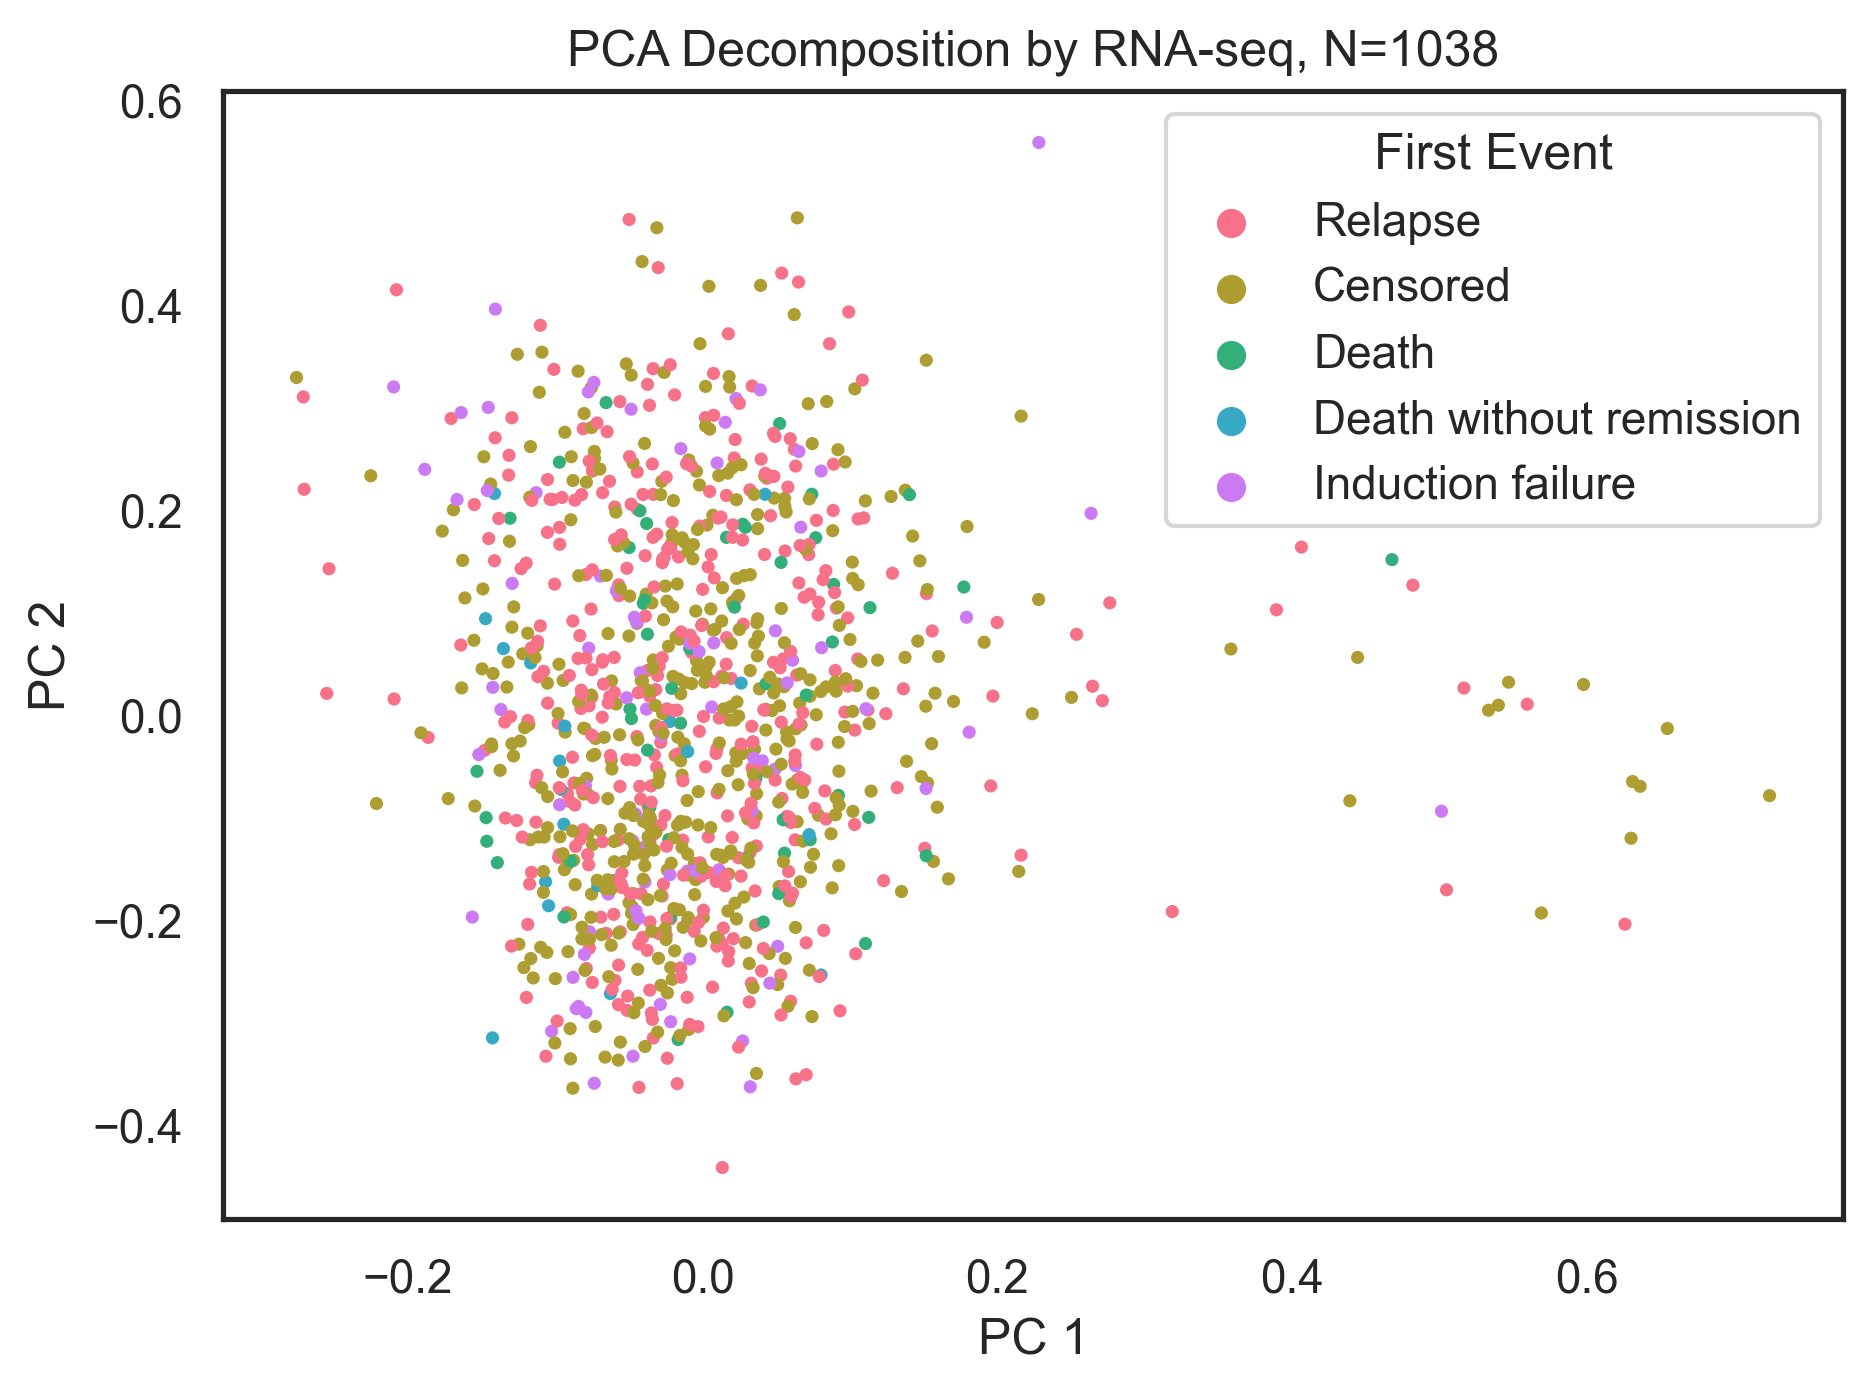 PCA Decomposition by RNA-seq, N=1038
0.6
0.4
0.2
0.0
−0.2
−0.4
PC 2
First Event
Relapse
Censored
Death
Death without remission
Induction failure
−0.2
0.0
0.2
0.4
0.6
PC 1